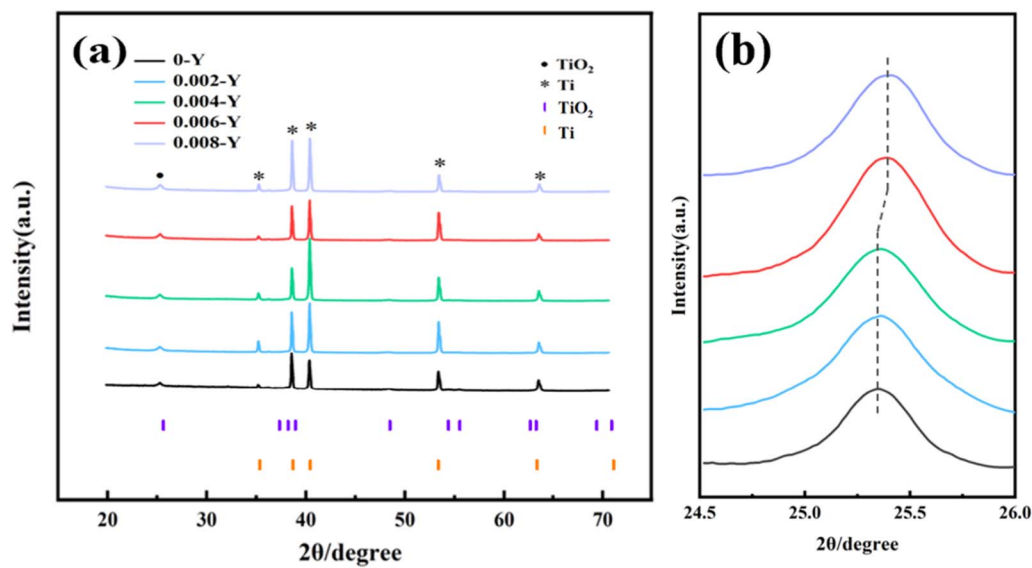 (a)
0-Y
0.002-Y
0.004-Y
0.006-Y
0.008-Y
• TiO₂
* Ti
TiO₂
Ti
* * * * *
•
Intensity(a.u.)
20 30 40 50 60 70
2θ/degree
(b)
Intensity(a.u.)
24.5 25.0 25.5 26.0
2θ/degree